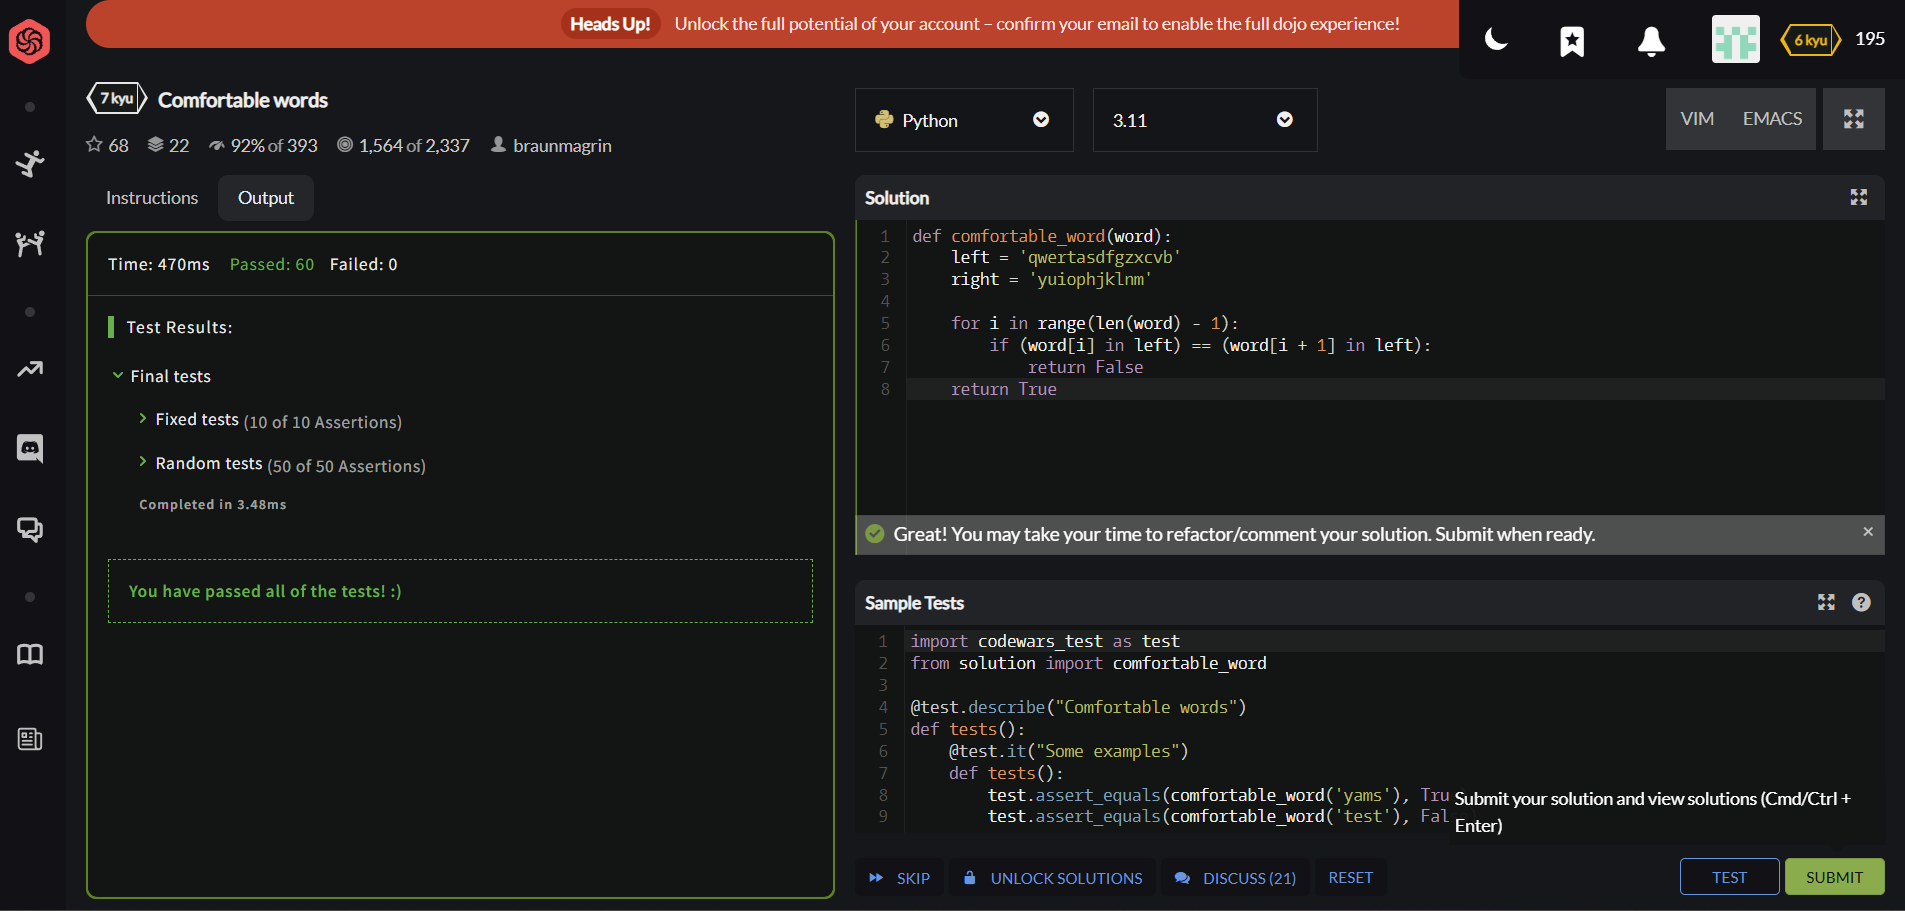 Heads Up! Unlock the full potential of your account – confirm your email to enable the full dojo experience!
6 kyu 195
7 kyu Comfortable words
68 22 92% of 393 1,564 of 2,337 braunmagrin
Instructions Output
Time: 470ms Passed: 60 Failed: 0
Test Results:
Final tests
Fixed tests (10 of 10 Assertions)
Random tests (50 of 50 Assertions)
Completed in 3.48ms
You have passed all of the tests! :)
Python 3.11 VIM EMACS
Solution
1 def comfortable_word(word):
2     left = 'qwertasdfgzxcvb'
3     right = 'yuiophjklnm'
4
5     for i in range(len(word) - 1):
6         if (word[i] in left) == (word[i + 1] in left):
7             return False
8     return True
Great! You may take your time to refactor/comment your solution. Submit when ready.
Sample Tests
1 import codewars_test as test
2 from solution import comfortable_word
3
4 @test.describe("Comfortable words")
5 def tests():
6     @test.it("Some examples")
7     def tests():
8         test.assert_equals(comfortable_word('yams'), Tru
9         test.assert_equals(comfortable_word('test'), Fal
Submit your solution and view solutions (Cmd/Ctrl +
Enter)
SKIP UNLOCK SOLUTIONS DISCUSS (21) RESET TEST SUBMIT